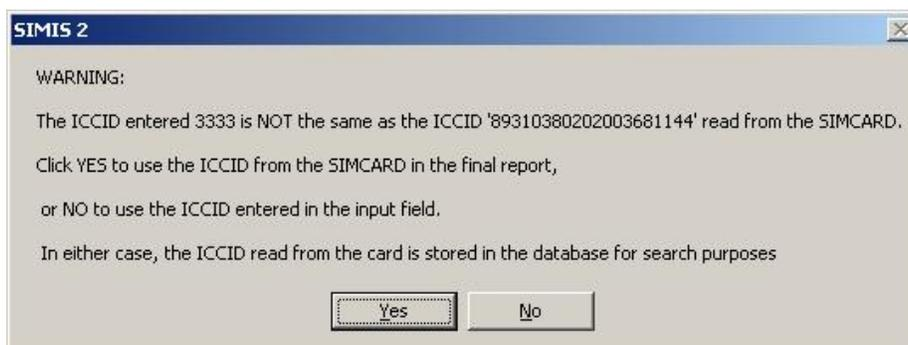 SIMIS 2
WARNING:
The ICCID entered 3333 is NOT the same as the ICCID '89310380202003681144' read from the SIMCARD.
Click YES to use the ICCID from the SIMCARD in the final report,
or NO to use the ICCID entered in the input field.
In either case, the ICCID read from the card is stored in the database for search purposes
Yes No